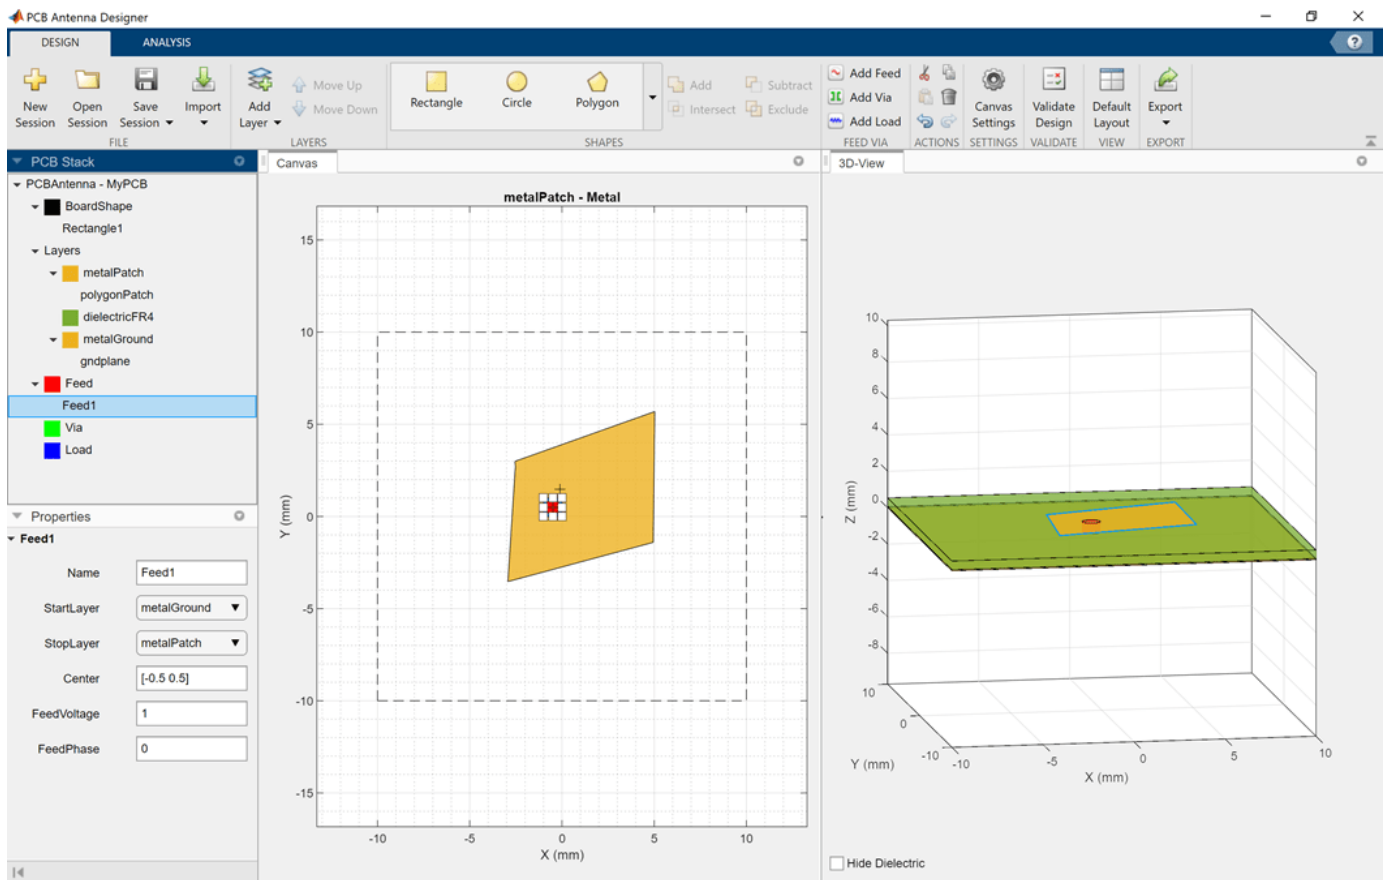 PCB Antenna Designer
DESIGN ANALYSIS
New Session
Open Session
Save Session
Import
FILE
Add Layer
Move Up
Move Down
LAYERS
Rectangle
Circle
Polygon
Add
Subtract
Intersect
Exclude
SHAPES
Add Feed
Add Via
Add Load
FEED VIA
ACTIONS
Canvas Settings
SETTINGS
Validate Design
VALIDATE
Default Layout
VIEW
Export
EXPORT
?
PCB Stack
PCBAntenna - MyPCB
BoardShape
Rectangle1
Layers
metalPatch
polygonPatch
dielectricFR4
metalGround
gndplane
Feed
Feed1
Via
Load
Properties
Feed1
Name Feed1
StartLayer metalGround
StopLayer metalPatch
Center [-0.5 0.5]
FeedVoltage 1
FeedPhase 0
Canvas
metalPatch - Metal
15
10
5
0
-5
-10
-15
Y (mm)
-10 -5 0 5 10
X (mm)
3D-View
10
8
6
4
2
0
-2
-4
-6
-8
Z (mm)
10
0
-10
Y (mm)
-10 -5 0 5 10
X (mm)
Hide Dielectric